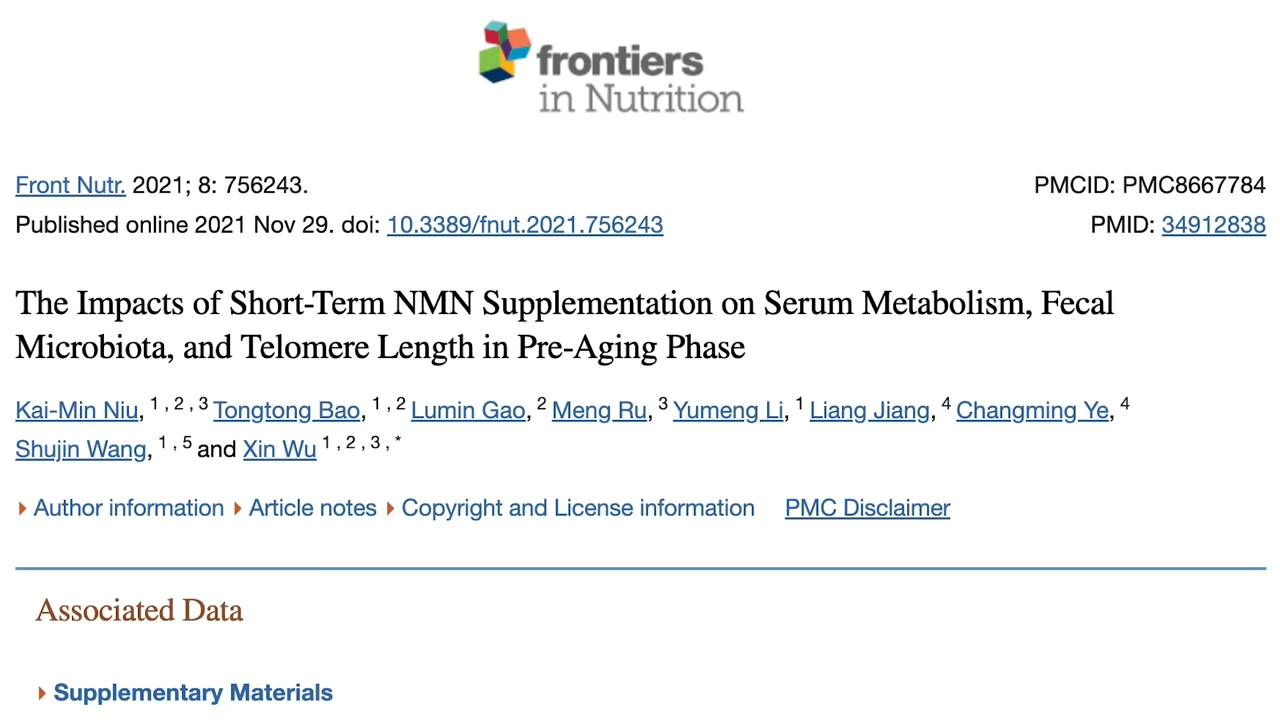 frontiers
in Nutrition
Front Nutr. 2021; 8: 756243.
PMCID: PMC8667784
Published online 2021 Nov 29. doi: 10.3389/fnut.2021.756243
PMID: 34912838
The Impacts of Short-Term NMN Supplementation on Serum Metabolism, Fecal
Microbiota, and Telomere Length in Pre-Aging Phase
Kai-Min Niu, 1 , 2 , 3 Tongtong Bao, 1 , 2 Lumin Gao, 2 Meng Ru, 3 Yumeng Li, 1 Liang Jiang, 4 Changming Ye, 4
Shujin Wang, 1 , 5 and Xin Wu 1 , 2 , 3 , *
Author information Article notes Copyright and License information PMC Disclaimer
Associated Data
Supplementary Materials